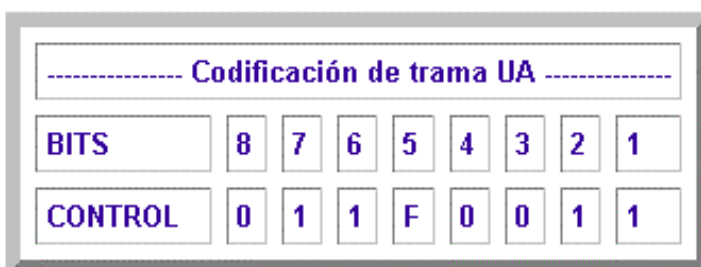 ---------------- Codificación de trama UA ---------------
BITS 8 7 6 5 4 3 2 1
CONTROL 0 1 1 F 0 0 1 1